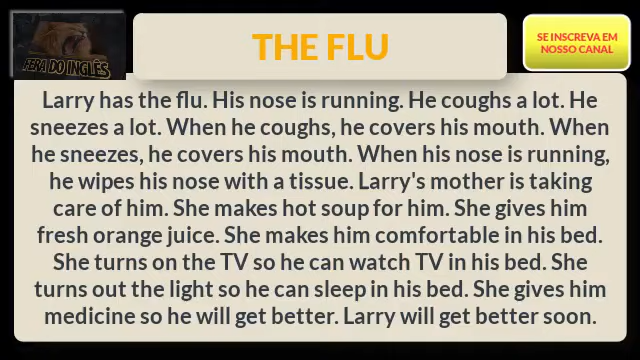 FERA DO INGLÊS
THE FLU
SE INSCREVA EM
NOSSO CANAL
Larry has the flu. His nose is running. He coughs a lot. He
sneezes a lot. When he coughs, he covers his mouth. When
he sneezes, he covers his mouth. When his nose is running,
he wipes his nose with a tissue. Larry's mother is taking
care of him. She makes hot soup for him. She gives him
fresh orange juice. She makes him comfortable in his bed.
She turns on the TV so he can watch TV in his bed. She
turns out the light so he can sleep in his bed. She gives him
medicine so he will get better. Larry will get better soon.